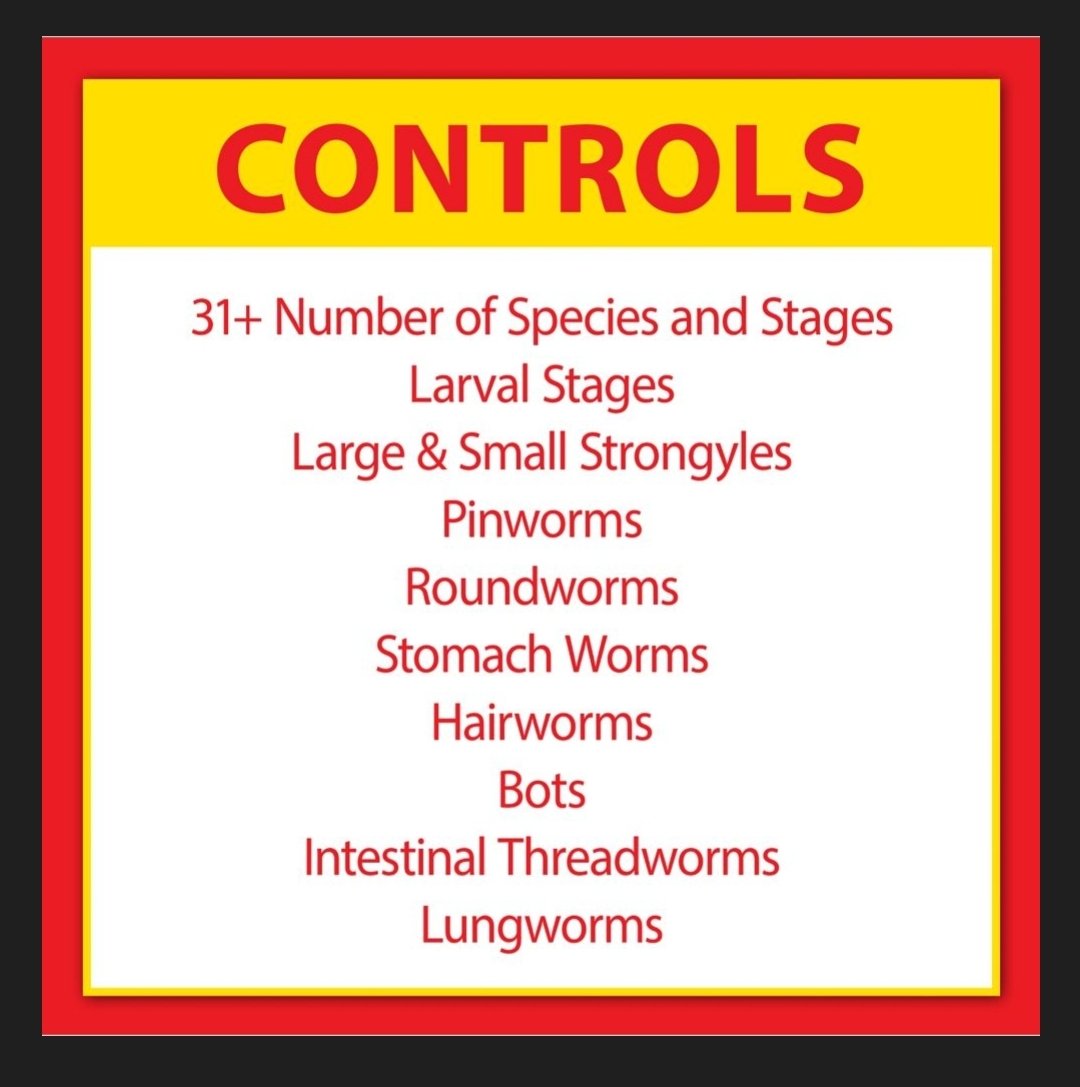 CONTROLS
31+ Number of Species and Stages
Larval Stages
Large & Small Strongyles
Pinworms
Roundworms
Stomach Worms
Hairworms
Bots
Intestinal Threadworms
Lungworms